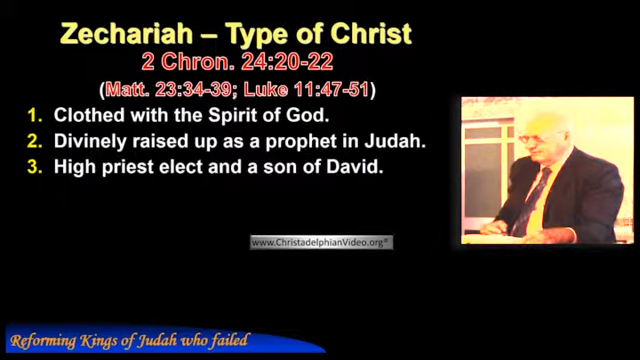 Zechariah – Type of Christ
2 Chron. 24:20-22
(Matt. 23:34-39; Luke 11:47-51)
1. Clothed with the Spirit of God.
2. Divinely raised up as a prophet in Judah.
3. High priest elect and a son of David.
www.ChristadelphianVideo.org®
Reforming Kings of Judah who failed